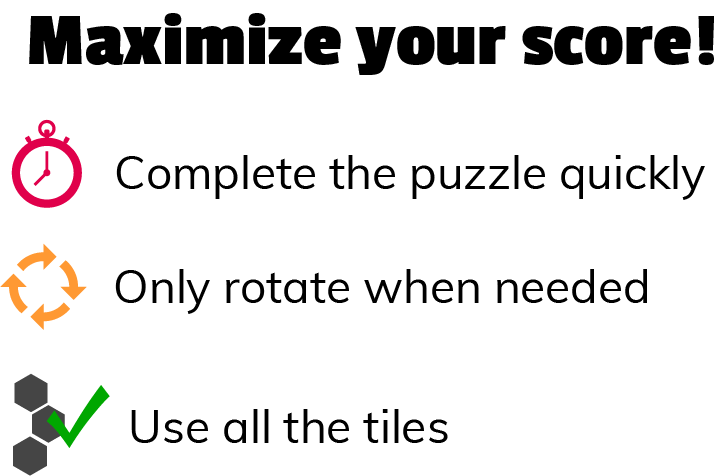 Maximize your score!
Complete the puzzle quickly
Only rotate when needed
Use all the tiles